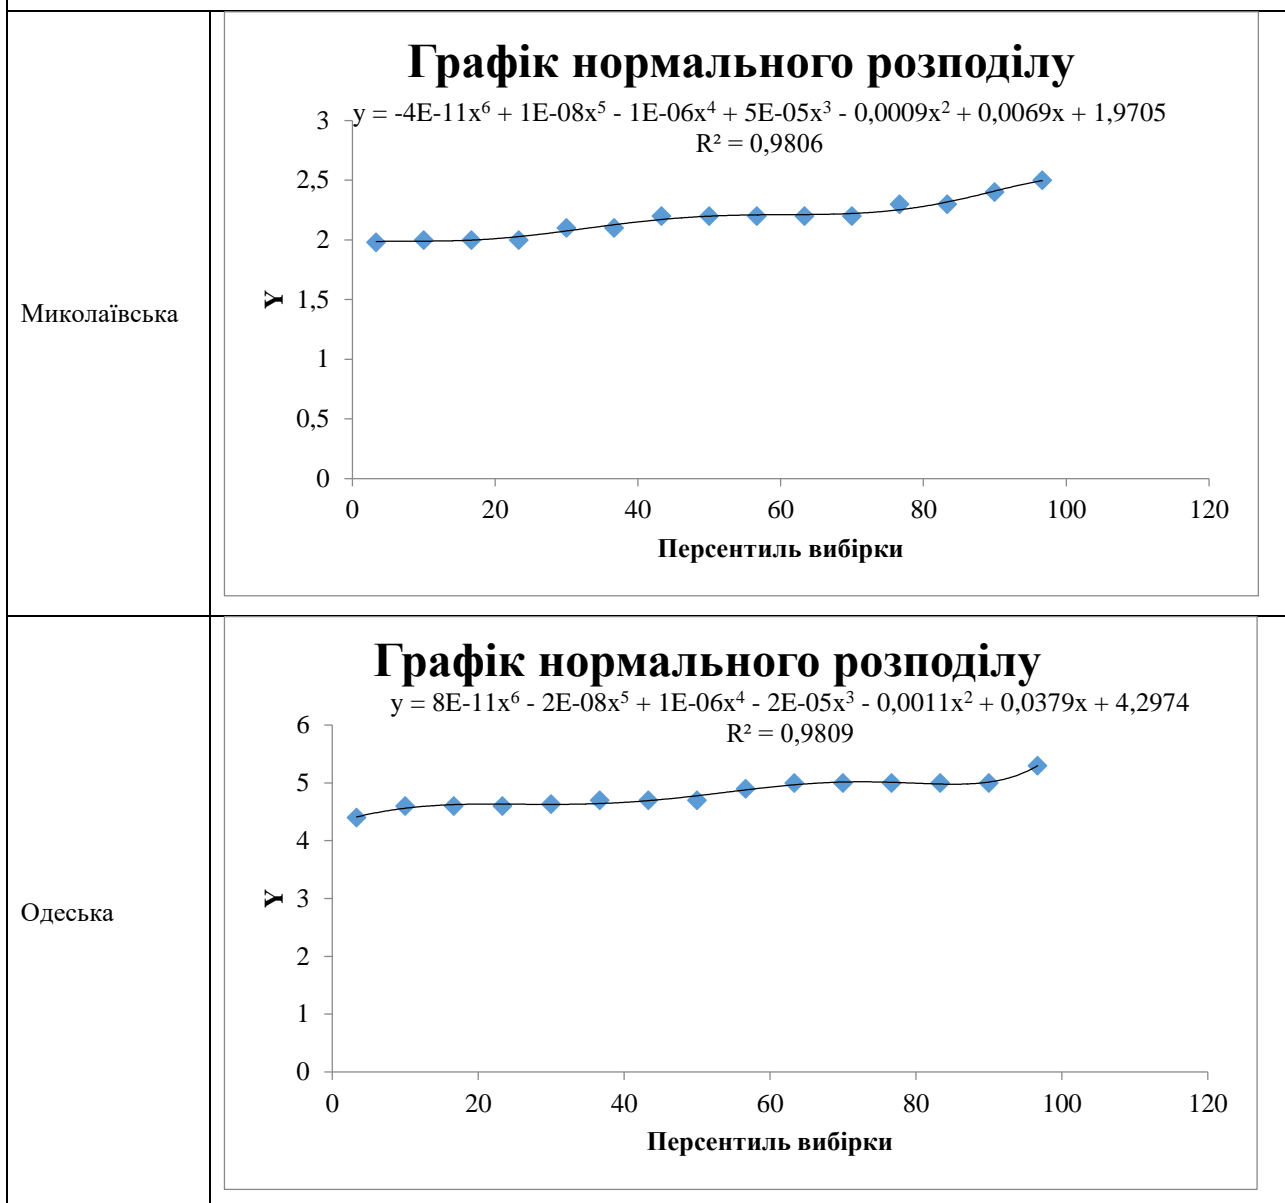 Миколаївська
Графік нормального розподілу
y = -4E-11x⁶ + 1E-08x⁵ - 1E-06x⁴ + 5E-05x³ - 0,0009x² + 0,0069x + 1,9705
R² = 0,9806
3
2,5
2
1,5
1
0,5
0
Y
0 20 40 60 80 100 120
Персентиль вибірки
Одеська
Графік нормального розподілу
y = 8E-11x⁶ - 2E-08x⁵ + 1E-06x⁴ - 2E-05x³ - 0,0011x² + 0,0379x + 4,2974
R² = 0,9809
6
5
4
3
2
1
0
Y
0 20 40 60 80 100 120
Персентиль вибірки